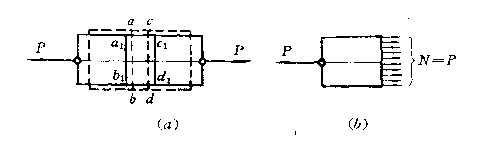 a c
P a₁ c₁ P
b₁ d₁
b d
(a)
P N=P
(b)